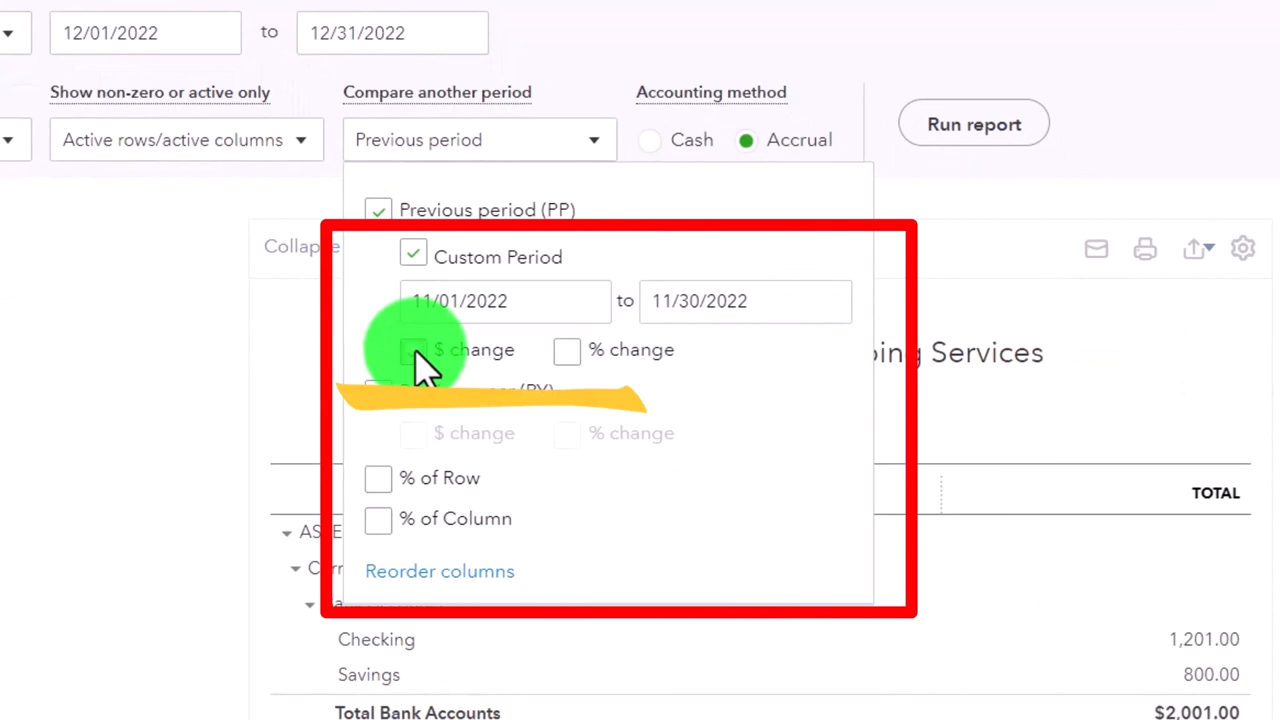 12/01/2022 to 12/31/2022
Show non-zero or active only Compare another period Accounting method
Active rows/active columns Previous period Cash Accrual Run report
Previous period (PP)
Collapse
Custom Period
11/01/2022 to 11/30/2022
$ change % change
ping Services
(PY)
$ change % change
% of Row
TOTAL
% of Column
Reorder columns
Checking 1,201.00
Savings 800.00
Total Bank Accounts $2,001.00